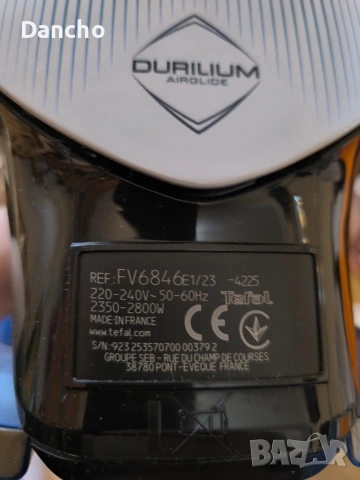 Dancho
DURILIUM
AIRGLIDE
REF: FV6846E1/23 -4225
220-240V~ 50-60Hz Tefal
2350-2800W
MADE IN FRANCE
www.tefal.com
S/N: 923 253570700 00379 2
GROUPE SEB - RUE DU CHAMP DE COURSES
38780 PONT-EVEQUE FRANCE
BAZAR